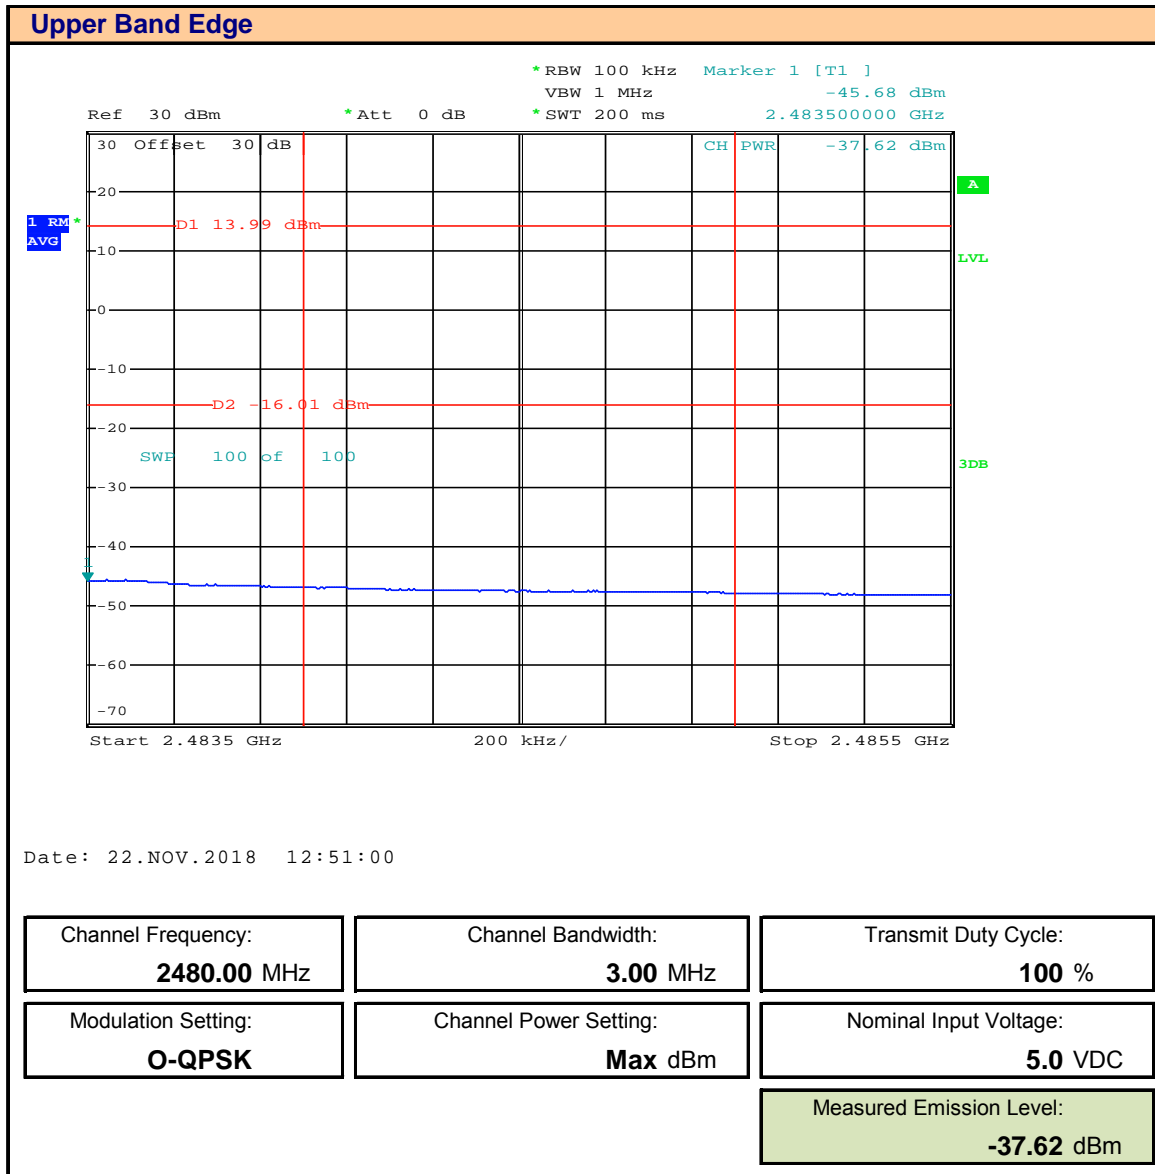 Upper Band Edge
*RBW 100 kHz Marker 1 [T1 ]
VBW 1 MHz -45.68 dBm
Ref 30 dBm *Att 0 dB *SWT 200 ms 2.483500000 GHz
30 Offset 30 dB CH PWR -37.62 dBm
A
20
1 RM *
D1 13.99 dBm
AVG
10
LVL
0
-10
D2 -16.01 dBm
-20
SWP 100 of 100
3DB
-30
-40
1
-50
-60
-70
Start 2.4835 GHz 200 kHz/ Stop 2.4855 GHz
Date: 22.NOV.2018 12:51:00
Channel Frequency: Channel Bandwidth: Transmit Duty Cycle:
2480.00 MHz 3.00 MHz 100 %
Modulation Setting: Channel Power Setting: Nominal Input Voltage:
O-QPSK Max dBm 5.0 VDC
Measured Emission Level:
-37.62 dBm